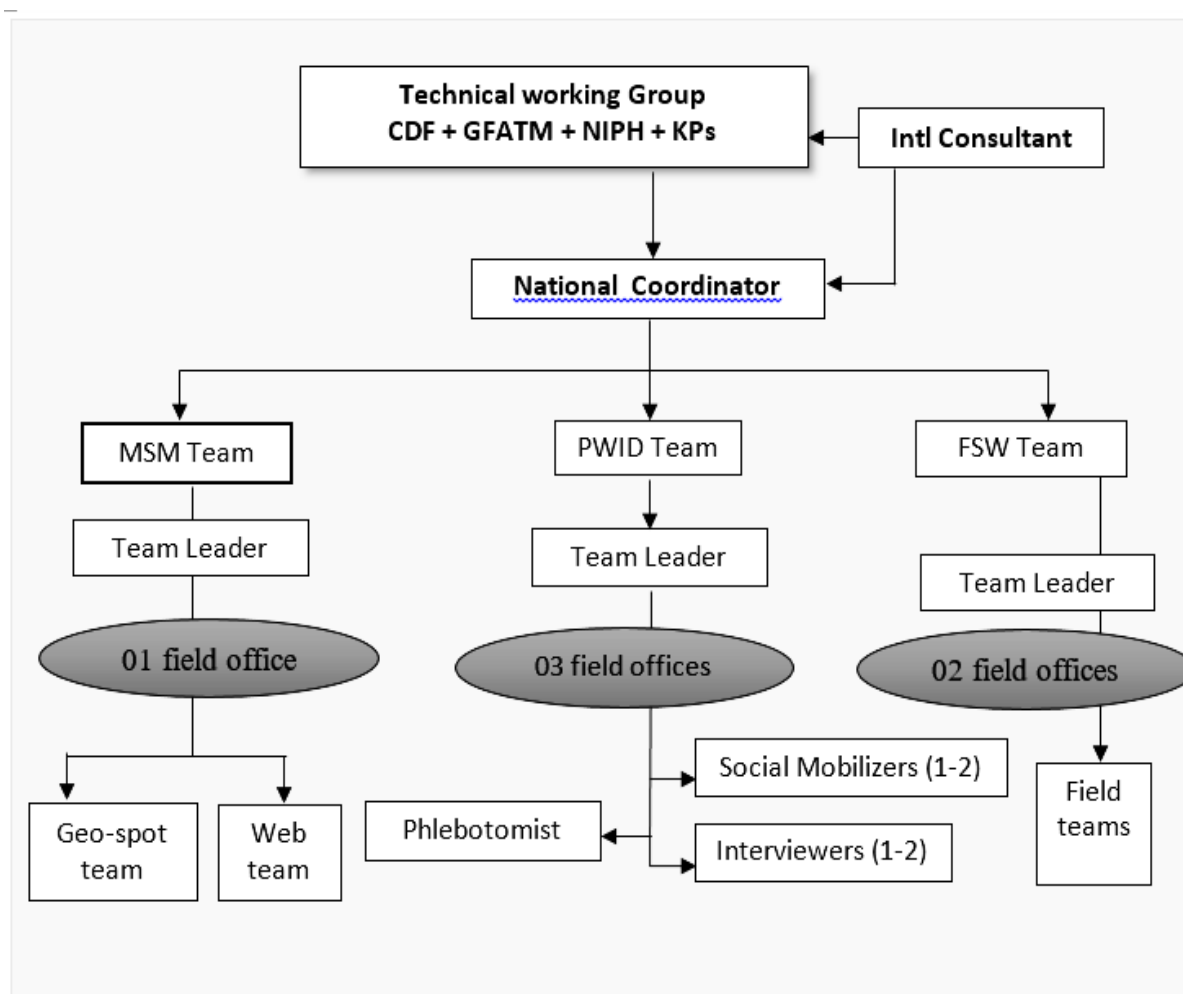 Technical working Group
CDF + GFATM + NIPH + KPs
Intl Consultant
National Coordinator
MSM Team
PWID Team
FSW Team
Team Leader
Team Leader
Team Leader
01 field office
03 field offices
02 field offices
Geo-spot
team
Web
team
Phlebotomist
Social Mobilizers (1-2)
Interviewers (1-2)
Field
teams